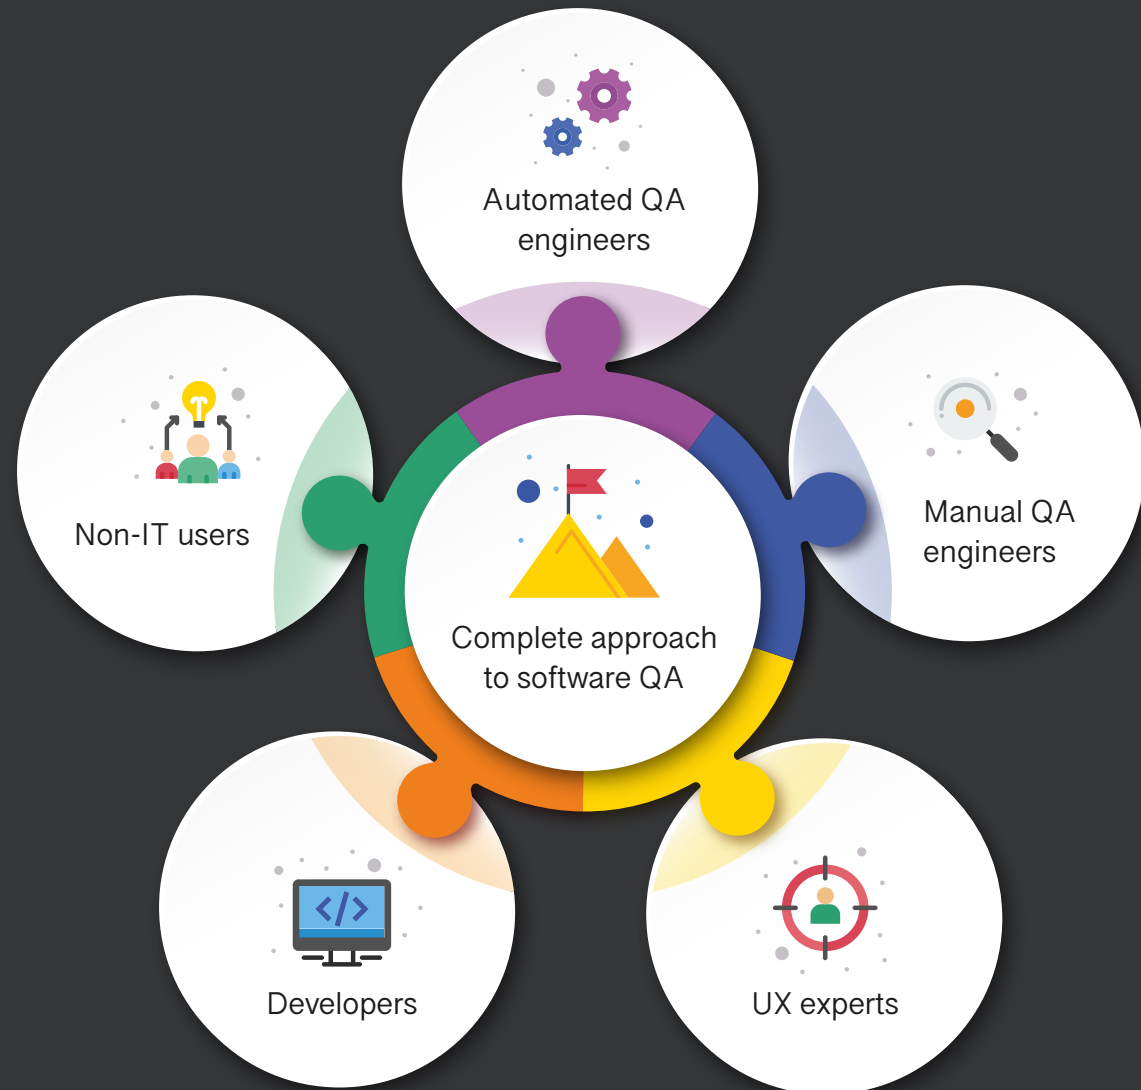 Automated QA
engineers
Non-IT users
Manual QA
engineers
Complete approach
to software QA
Developers
UX experts